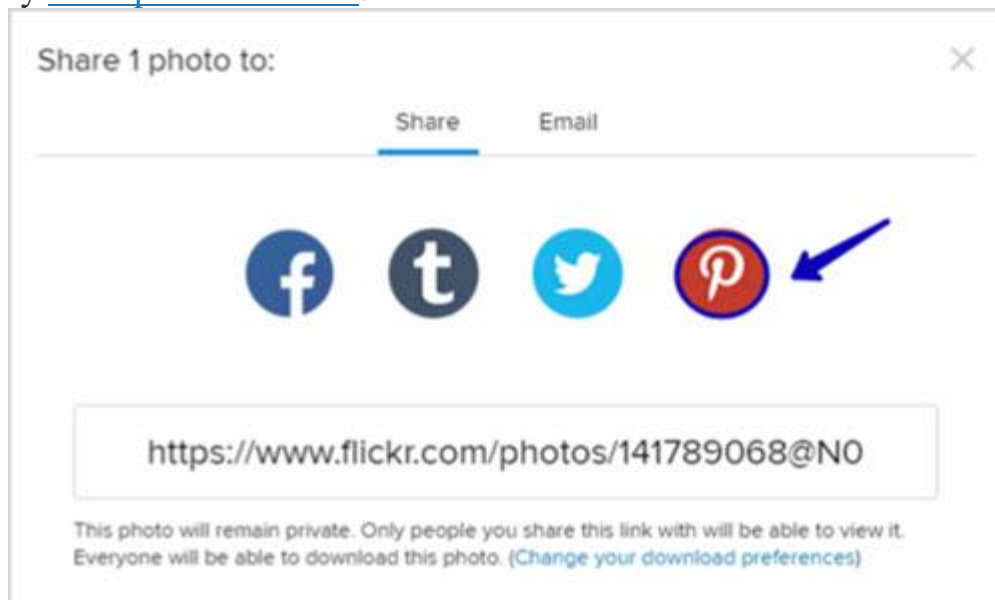 Share 1 photo to:
Share Email
https://www.flickr.com/photos/141789068@N0
This photo will remain private. Only people you share this link with will be able to view it.
Everyone will be able to download this photo. (Change your download preferences)